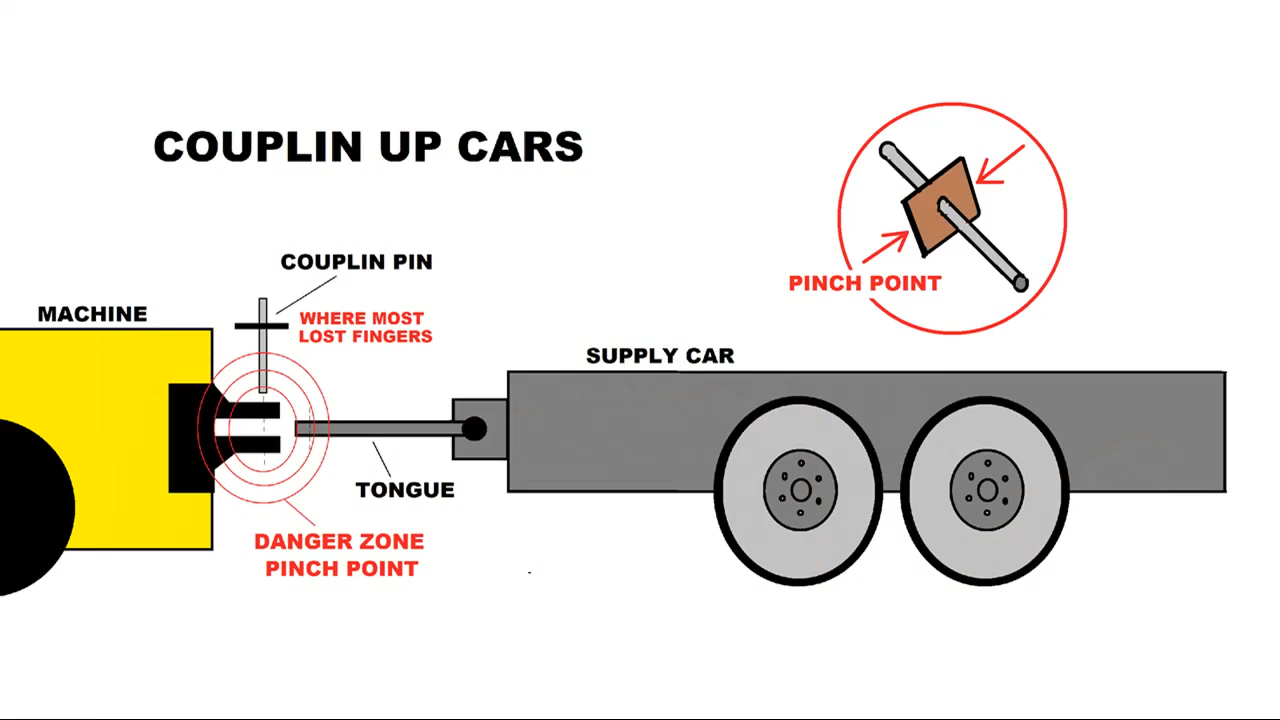 COUPLIN UP CARS
COUPLIN PIN
MACHINE
WHERE MOST
LOST FINGERS
PINCH POINT
SUPPLY CAR
TONGUE
DANGER ZONE
PINCH POINT